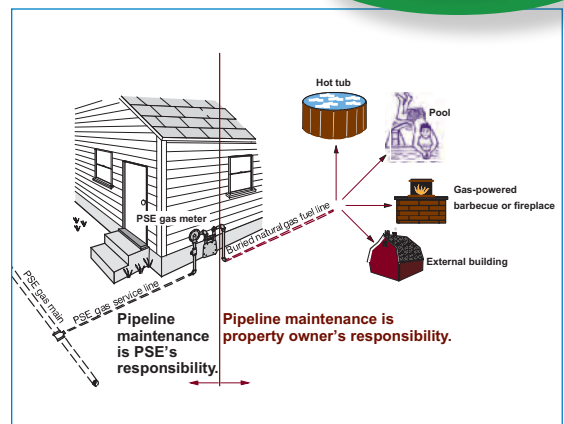 Hot tub
Pool
Gas-powered
barbecue or fireplace
External building
PSE gas meter
Buried natural gas fuel line
PSE gas service line
PSE gas main
Pipeline
maintenance
is PSE’s
responsibility.
Pipeline maintenance is
property owner’s responsibility.